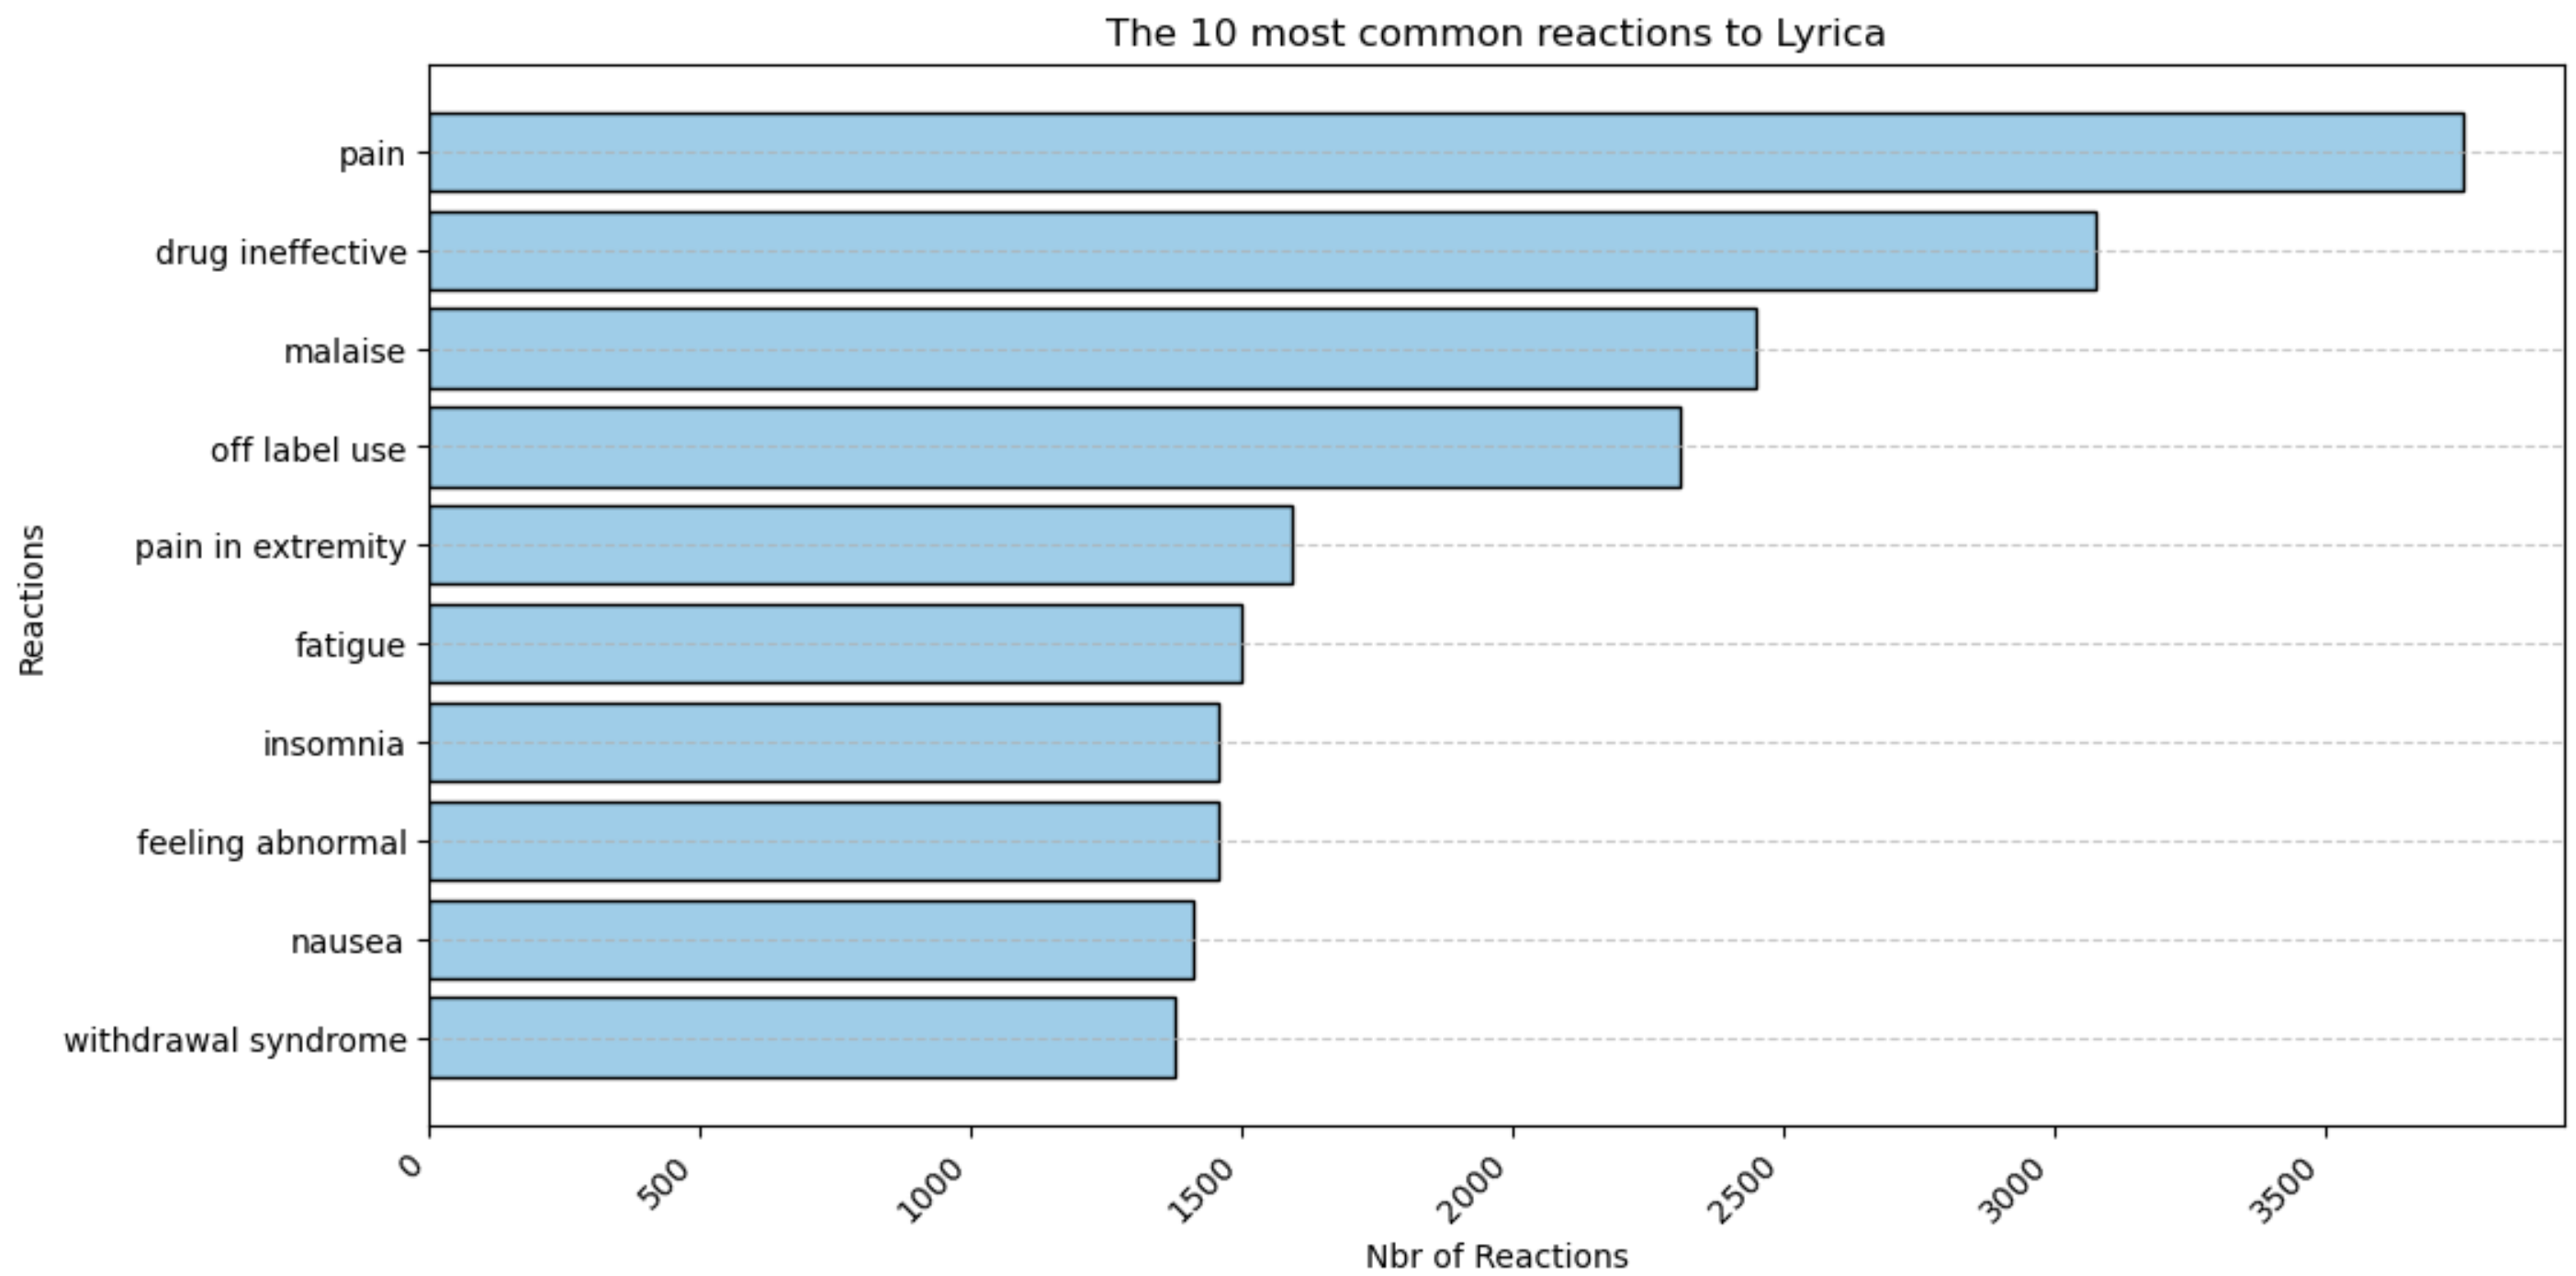 The 10 most common reactions to Lyrica
Reactions
pain
drug ineffective
malaise
off label use
pain in extremity
fatigue
insomnia
feeling abnormal
nausea
withdrawal syndrome
0 500 1000 1500 2000 2500 3000 3500
Nbr of Reactions